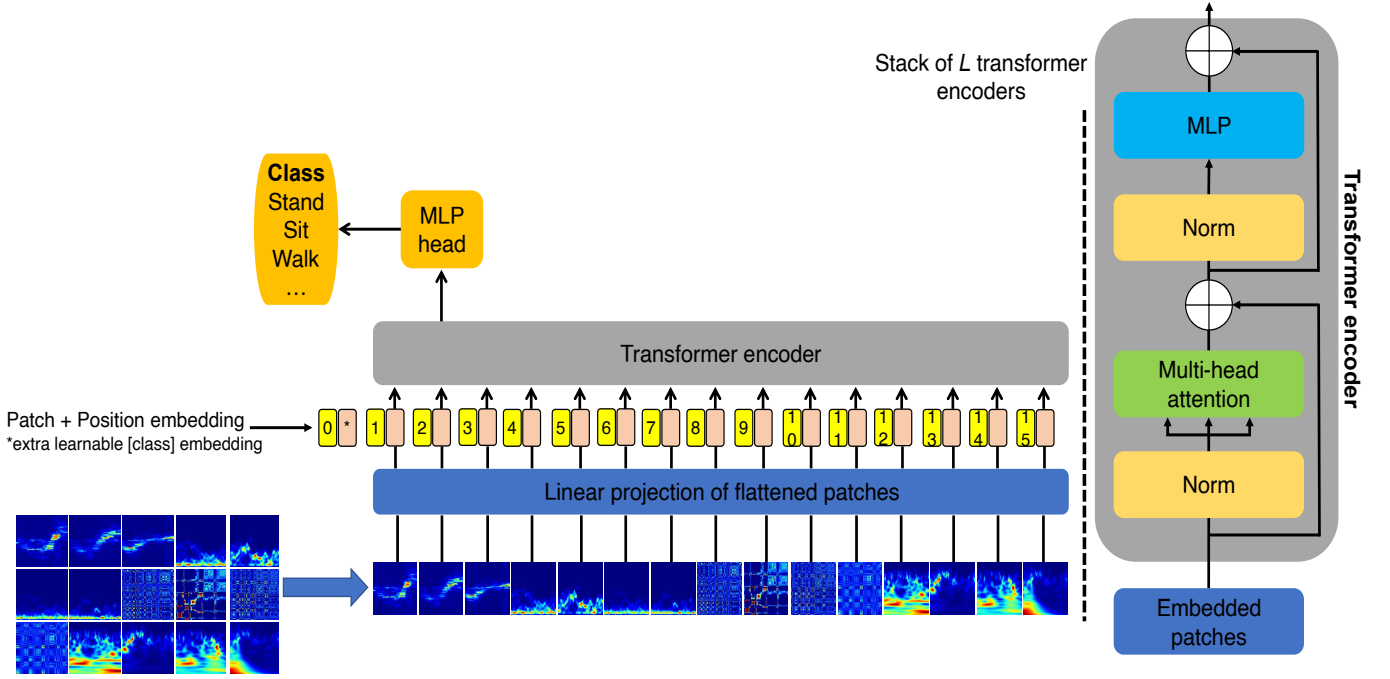 Stack of L transformer
encoders
MLP
Norm
Multi-head
attention
Norm
Embedded
patches
Transformer encoder
Class
Stand
Sit
Walk
...
MLP
head
Transformer encoder
Patch + Position embedding
*extra learnable [class] embedding
0 * 1 2 3 4 5 6 7 8 9 10 11 12 13 14 15
Linear projection of flattened patches